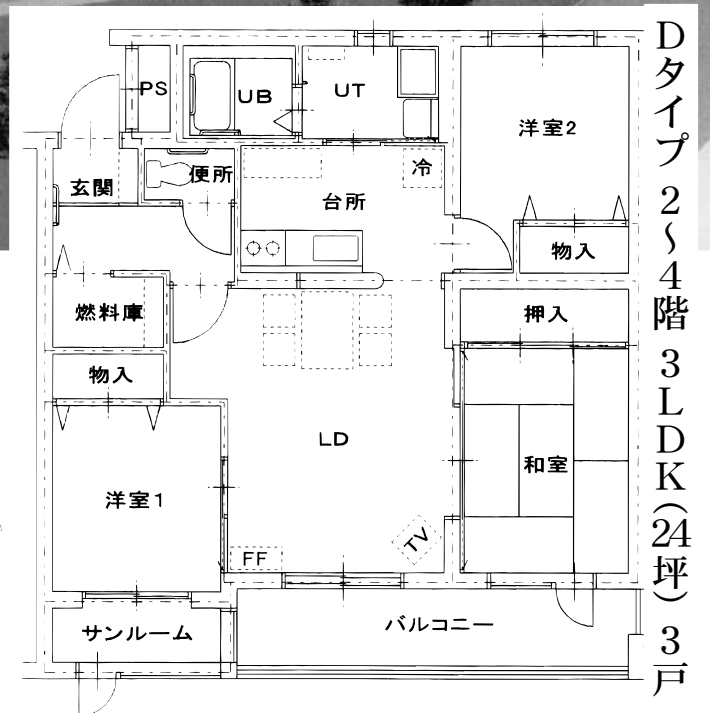 Dタイプ 2～4階 3LDK(24坪) 3戸
PS
UB
UT
洋室2
玄関
便所
冷
台所
物入
燃料庫
押入
物入
LD
和室
洋室1
TV
FF
サンルーム
バルコニー